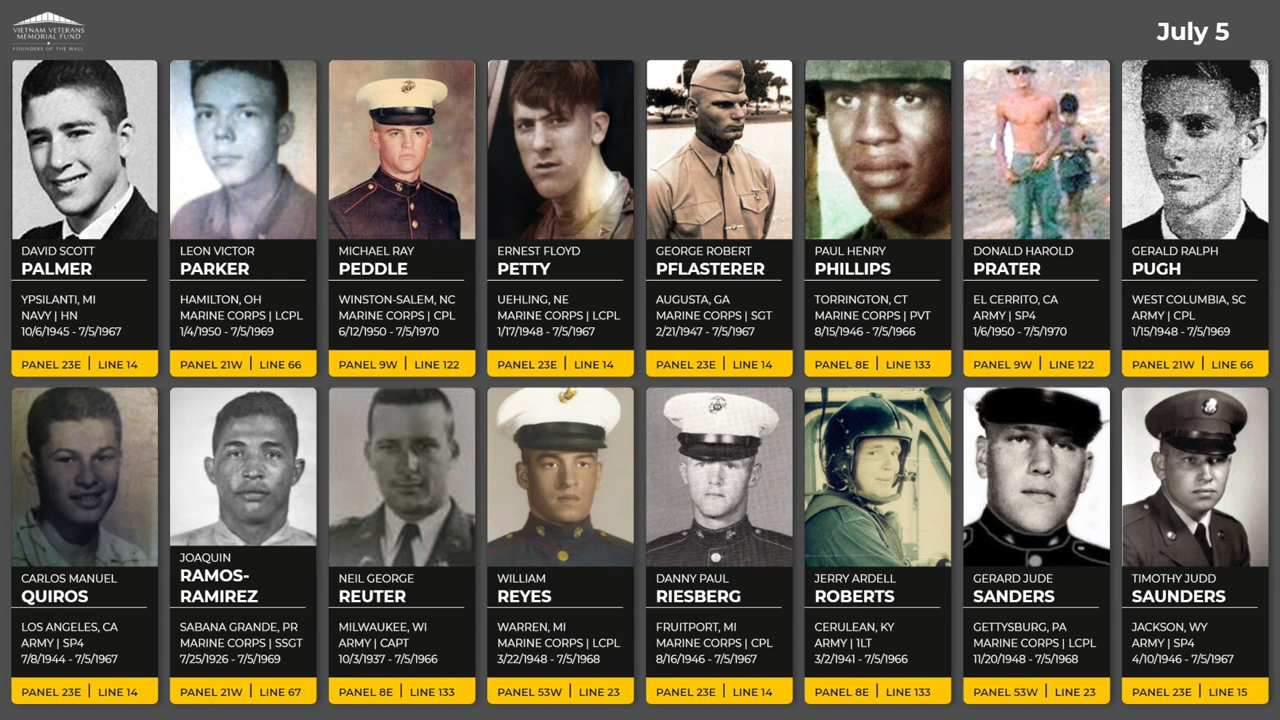 VIETNAM VETERANS
MEMORIAL FUND
FOUNDERS OF THE WALL
July 5
DAVID SCOTT
PALMER
YPSILANTI, MI
NAVY | HN
10/6/1945 - 7/5/1967
PANEL 23E | LINE 14
LEON VICTOR
PARKER
HAMILTON, OH
MARINE CORPS | LCPL
1/4/1950 - 7/5/1969
PANEL 21W | LINE 66
MICHAEL RAY
PEDDLE
WINSTON-SALEM, NC
MARINE CORPS | CPL
6/12/1950 - 7/5/1970
PANEL 9W | LINE 122
ERNEST FLOYD
PETTY
UEHLING, NE
MARINE CORPS | LCPL
1/17/1948 - 7/5/1967
PANEL 23E | LINE 14
GEORGE ROBERT
PFLASTERER
AUGUSTA, GA
MARINE CORPS | SGT
2/21/1947 - 7/5/1967
PANEL 23E | LINE 14
PAUL HENRY
PHILLIPS
TORRINGTON, CT
MARINE CORPS | PVT
8/15/1946 - 7/5/1966
PANEL 8E | LINE 133
DONALD HAROLD
PRATER
EL CERRITO, CA
ARMY | SP4
1/6/1950 - 7/5/1970
PANEL 9W | LINE 122
GERALD RALPH
PUGH
WEST COLUMBIA, SC
ARMY | CPL
1/15/1948 - 7/5/1969
PANEL 21W | LINE 66
CARLOS MANUEL
QUIROS
LOS ANGELES, CA
ARMY | SP4
7/8/1944 - 7/5/1967
PANEL 23E | LINE 14
JOAQUIN
RAMOS-
RAMIREZ
SABANA GRANDE, PR
MARINE CORPS | SSGT
7/25/1926 - 7/5/1969
PANEL 21W | LINE 67
NEIL GEORGE
REUTER
MILWAUKEE, WI
ARMY | CAPT
10/3/1937 - 7/5/1966
PANEL 8E | LINE 133
WILLIAM
REYES
WARREN, MI
MARINE CORPS | LCPL
3/22/1948 - 7/5/1968
PANEL 53W | LINE 23
DANNY PAUL
RIESBERG
FRUITPORT, MI
MARINE CORPS | CPL
8/16/1946 - 7/5/1967
PANEL 23E | LINE 14
JERRY ARDELL
ROBERTS
CERULEAN, KY
ARMY | 1LT
3/2/1941 - 7/5/1966
PANEL 8E | LINE 133
GERARD JUDE
SANDERS
GETTYSBURG, PA
MARINE CORPS | LCPL
11/20/1948 - 7/5/1968
PANEL 53W | LINE 23
TIMOTHY JUDD
SAUNDERS
JACKSON, WY
ARMY | SP4
4/10/1946 - 7/5/1967
PANEL 23E | LINE 15